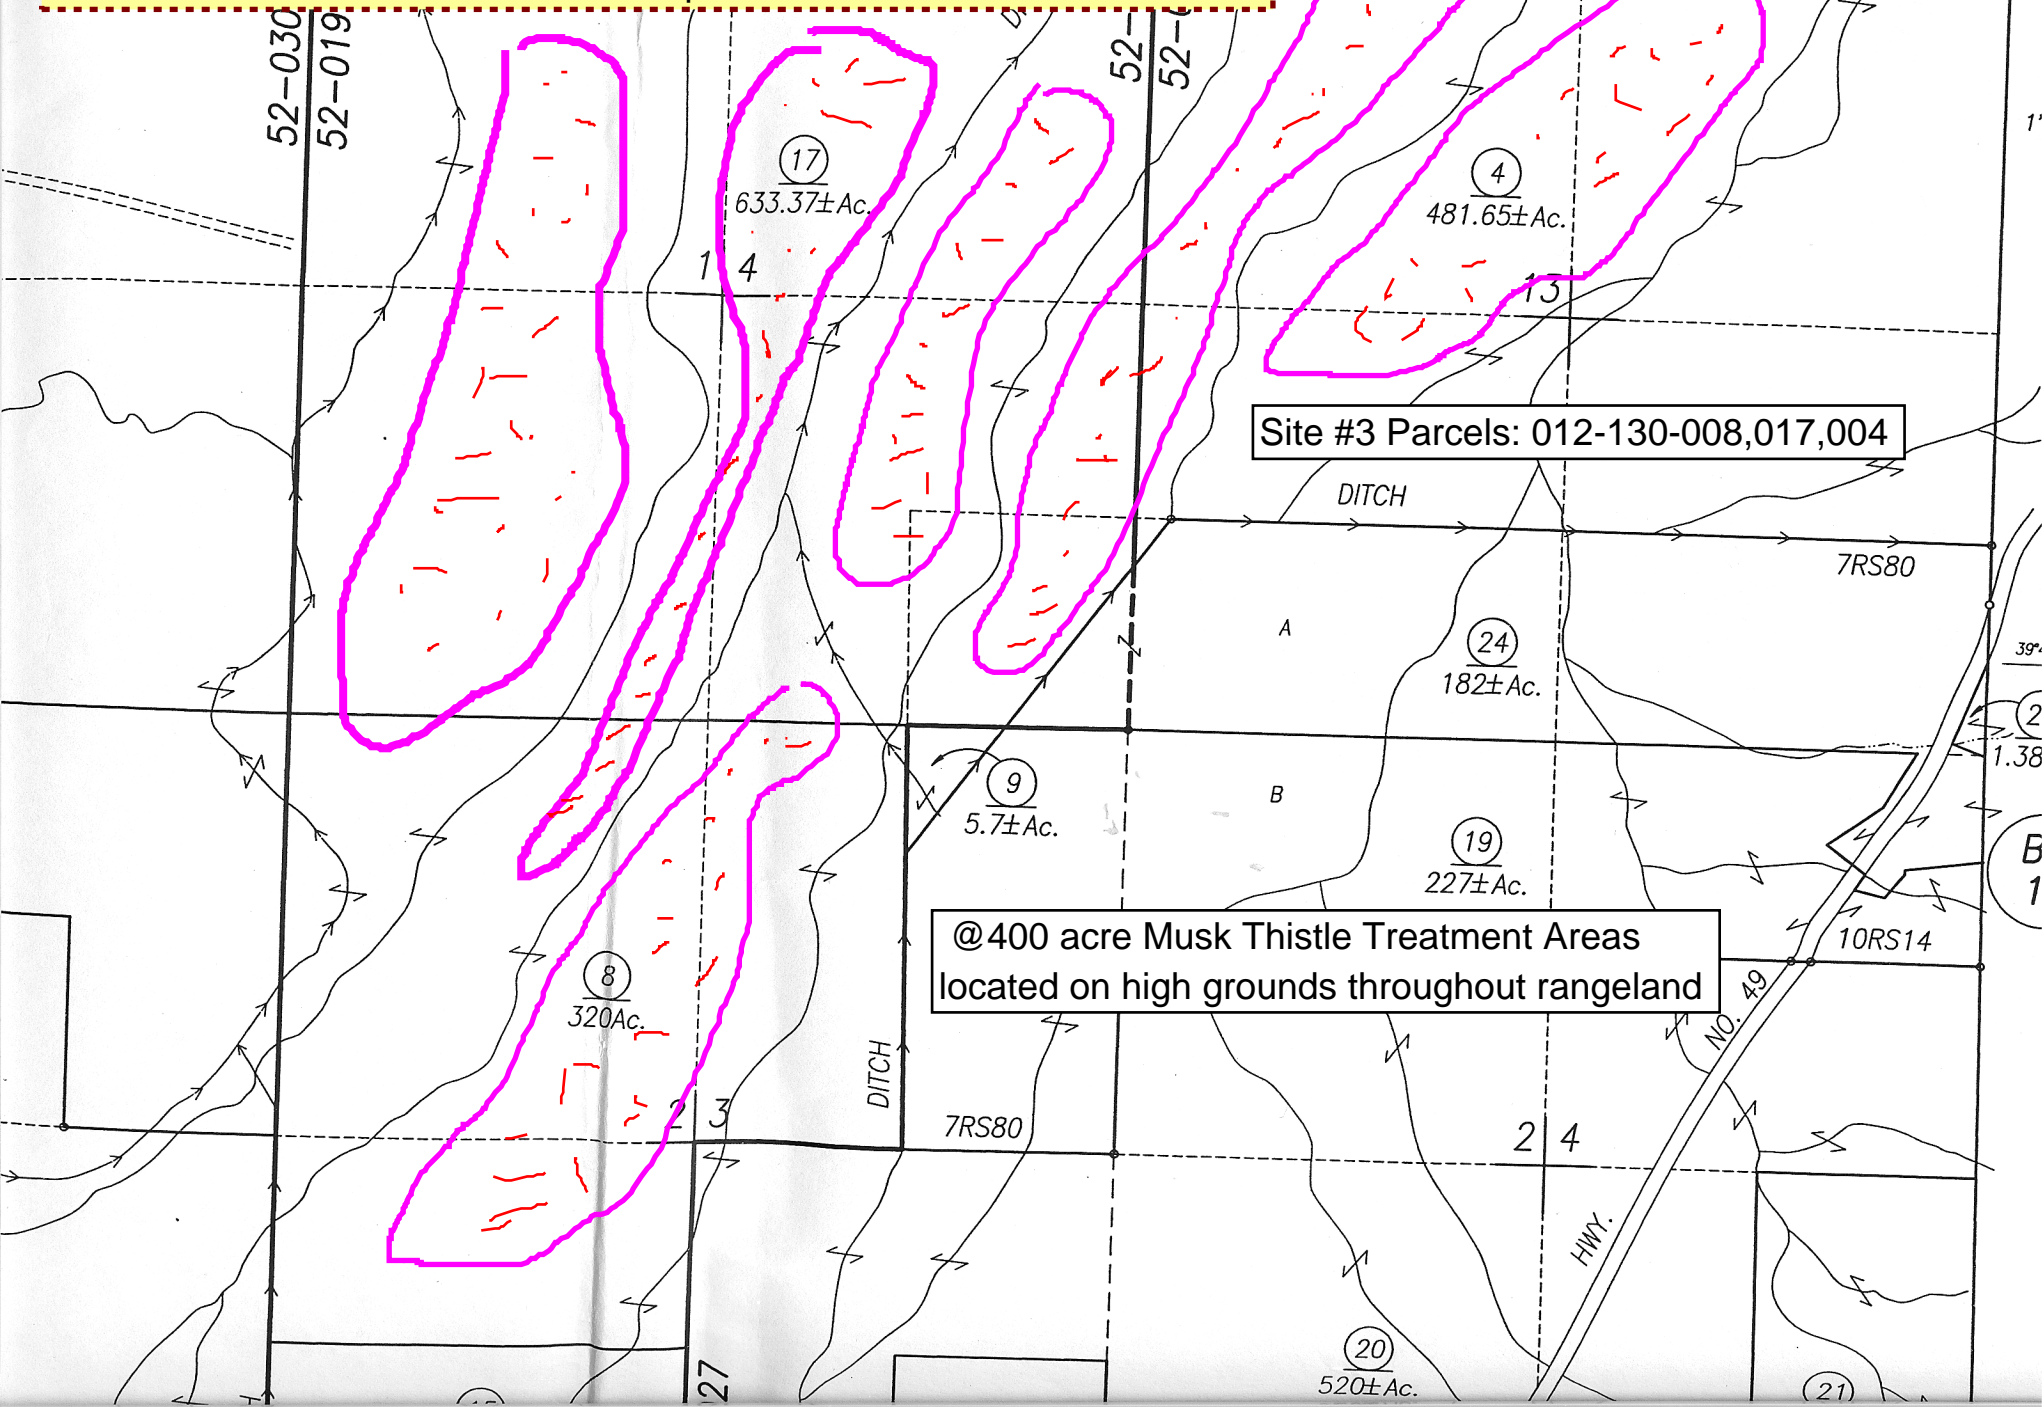 52-030
52-019
17
633.37±Ac.
4
481.65±Ac.
1 4
13
Site #3 Parcels: 012-130-008,017,004
DITCH
7RS80
A
24
182±Ac.
9
5.7±Ac.
B
19
227±Ac.
1.38
@400 acre Musk Thistle Treatment Areas
located on high grounds throughout rangeland
10RS14
8
320Ac.
NO. 49
DITCH
2 3
7RS80
2 4
HWY.
20
520±Ac.
21
027